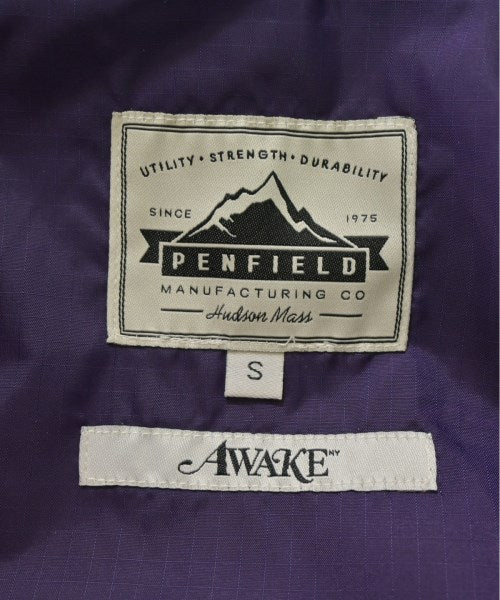 UTILITY • STRENGTH • DURABILITY
SINCE 1975
PENFIELD
MANUFACTURING CO
Hudson Mass
S
AWAKE NY